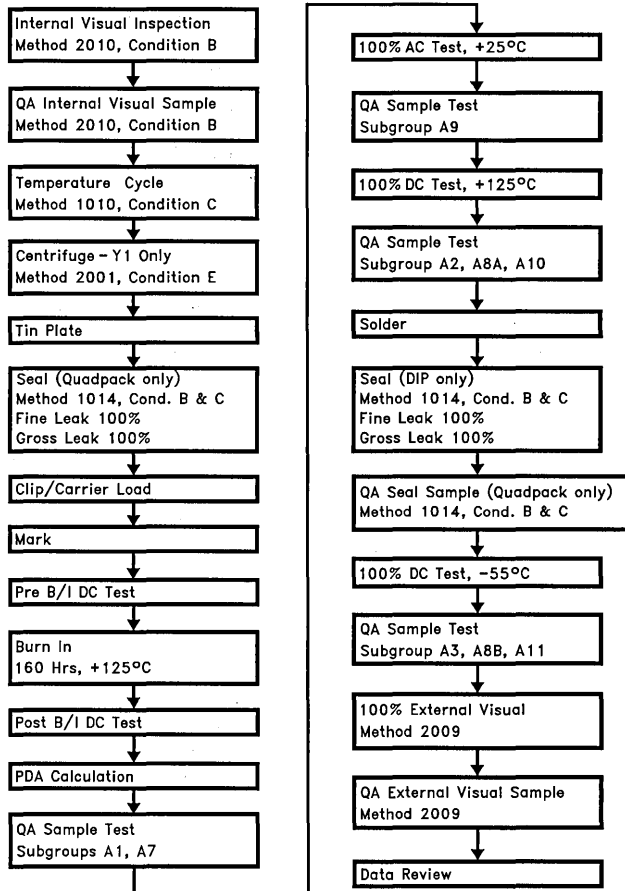 Internal Visual Inspection
Method 2010, Condition B
QA Internal Visual Sample
Method 2010, Condition B
Temperature Cycle
Method 1010, Condition C
Centrifuge - Y1 Only
Method 2001, Condition E
Tin Plate
Seal (Quadpack only)
Method 1014, Cond. B & C
Fine Leak 100%
Gross Leak 100%
Clip/Carrier Load
Mark
Pre B/I DC Test
Burn In
160 Hrs, +125°C
Post B/I DC Test
PDA Calculation
QA Sample Test
Subgroups A1, A7
100% AC Test, +25°C
QA Sample Test
Subgroup A9
100% DC Test, +125°C
QA Sample Test
Subgroup A2, A8A, A10
Solder
Seal (DIP only)
Method 1014, Cond. B & C
Fine Leak 100%
Gross Leak 100%
QA Seal Sample (Quadpack only)
Method 1014, Cond. B & C
100% DC Test, -55°C
QA Sample Test
Subgroup A3, A8B, A11
100% External Visual
Method 2009
QA External Visual Sample
Method 2009
Data Review